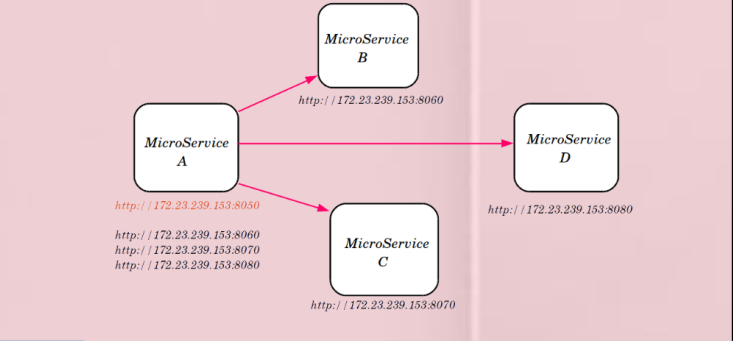 MicroService
B
http://172.23.239.153:8060
MicroService
A
http://172.23.239.153:8050
http://172.23.239.153:8060
http://172.23.239.153:8070
http://172.23.239.153:8080
MicroService
D
http://172.23.239.153:8080
MicroService
C
http://172.23.239.153:8070